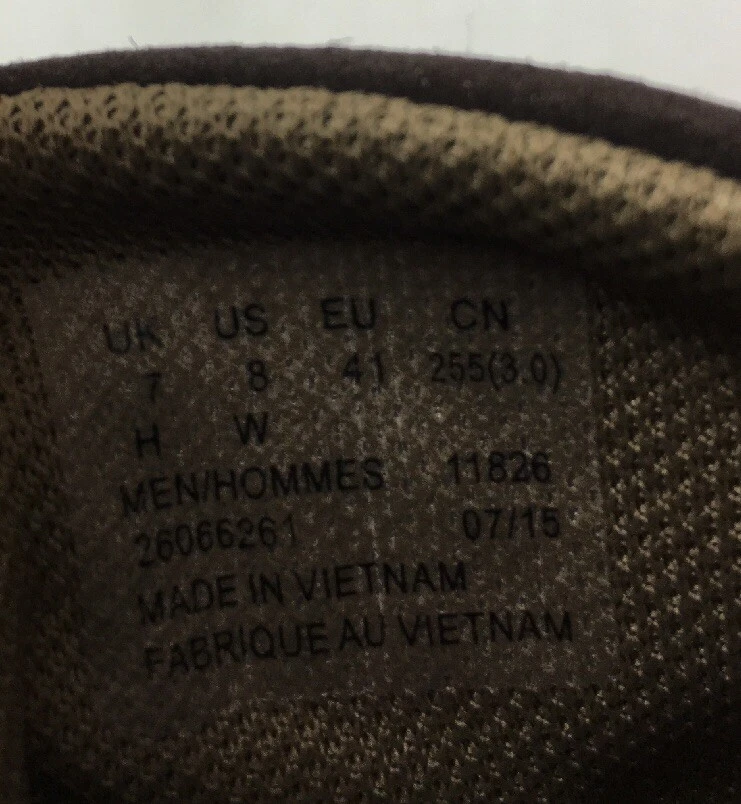 UK US EU CN
7 8 41 255(3.0)
H W
MEN/HOMMES 11826
26066261 07/15
MADE IN VIETNAM
FABRIQUE AU VIETNAM